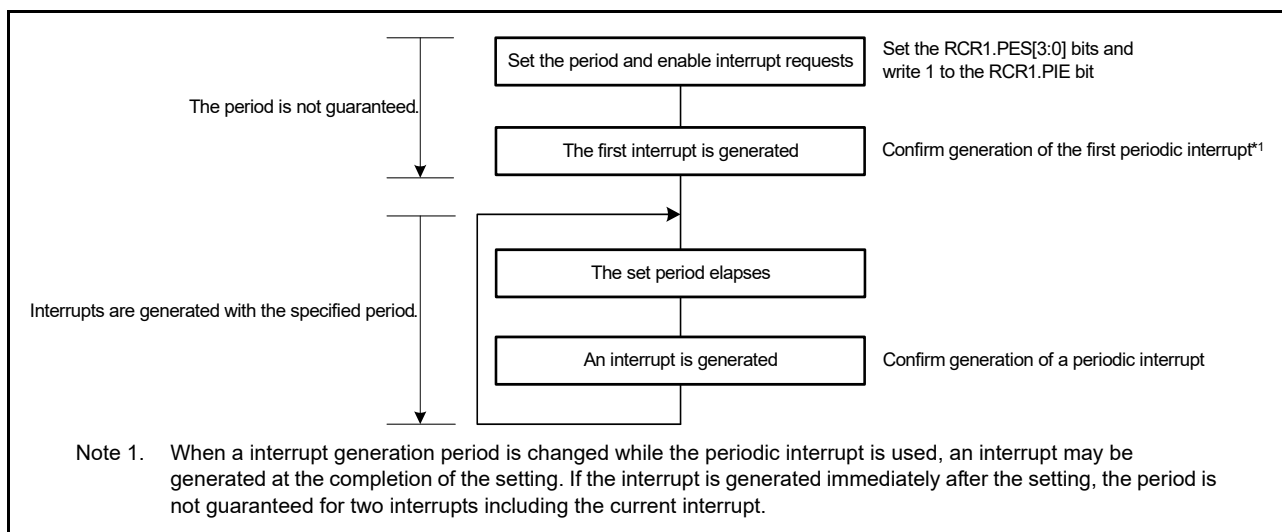 Set the period and enable interrupt requests
Set the RCR1.PES[3:0] bits and
write 1 to the RCR1.PIE bit
The period is not guaranteed.
The first interrupt is generated
Confirm generation of the first periodic interrupt*1
The set period elapses
Interrupts are generated with the specified period.
An interrupt is generated
Confirm generation of a periodic interrupt
Note 1. When a interrupt generation period is changed while the periodic interrupt is used, an interrupt may be
generated at the completion of the setting. If the interrupt is generated immediately after the setting, the period is
not guaranteed for two interrupts including the current interrupt.